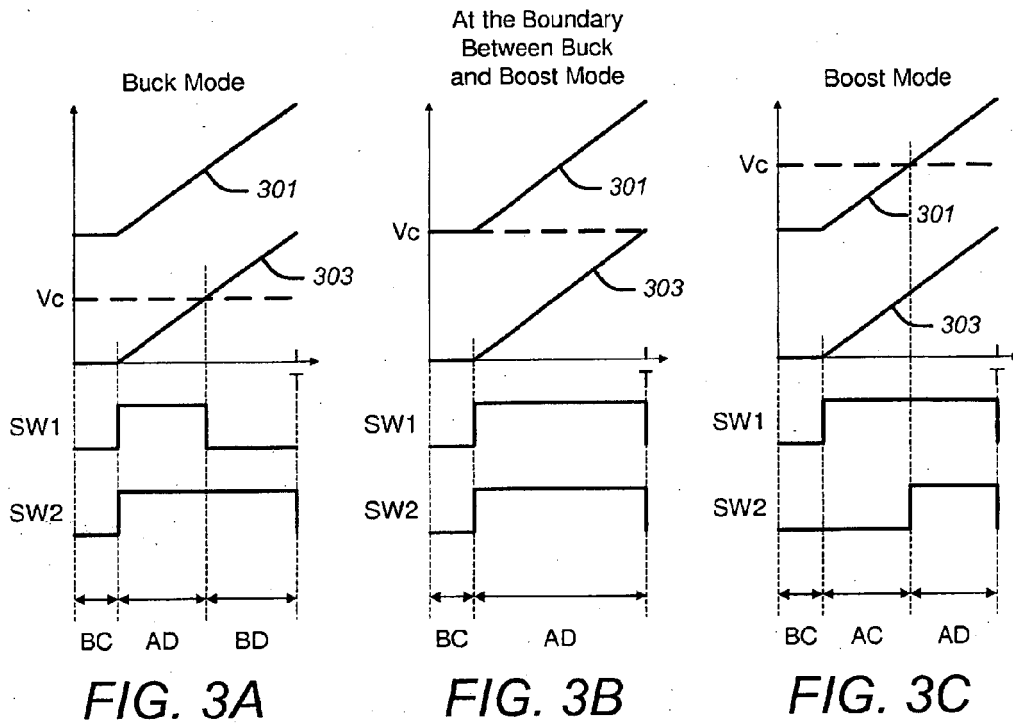 At the Boundary
Between Buck
and Boost Mode
Buck Mode
Boost Mode
301
303
Vc
T
SW1
SW2
BC AD BD
FIG. 3A
301
Vc
303
T
SW1
SW2
BC AD
FIG. 3B
Vc
301
303
T
SW1
SW2
BC AC AD
FIG. 3C